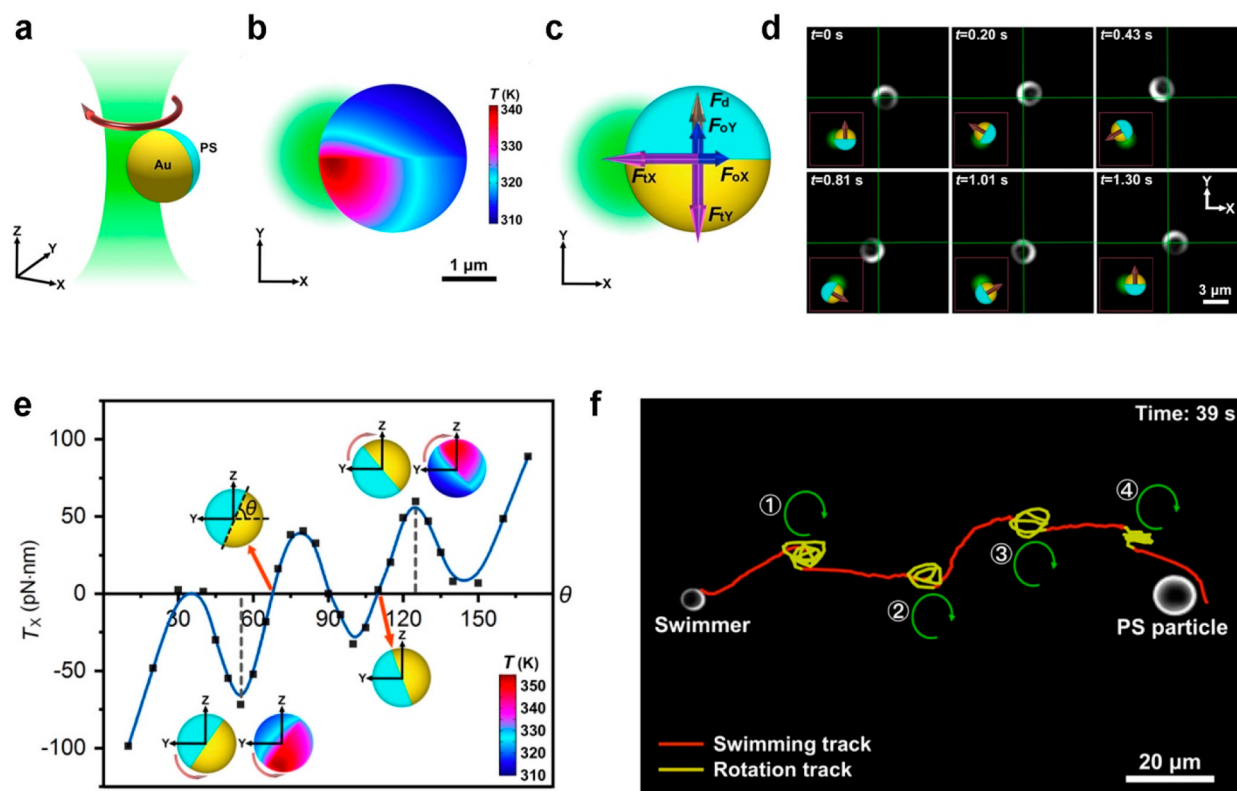 a
PS
Au
Z
Y
X
b
T (K)
340
330
320
310
Y
X
1 μm
c
Fd
FoY
FtX
FoX
FtY
Y
X
d
t=0 s
t=0.20 s
t=0.43 s
t=0.81 s
t=1.01 s
t=1.30 s
Y
X
3 μm
e
TX (pN·nm)
100
50
0
-50
-100
30
60
90
120
150
θ
Z
Y
θ
Z
Y
Z
Y
Z
Y
Z
Y
Z
Y
T (K)
350
340
330
320
310
f
Time: 39 s
①
②
③
④
Swimmer
PS particle
Swimming track
Rotation track
20 μm